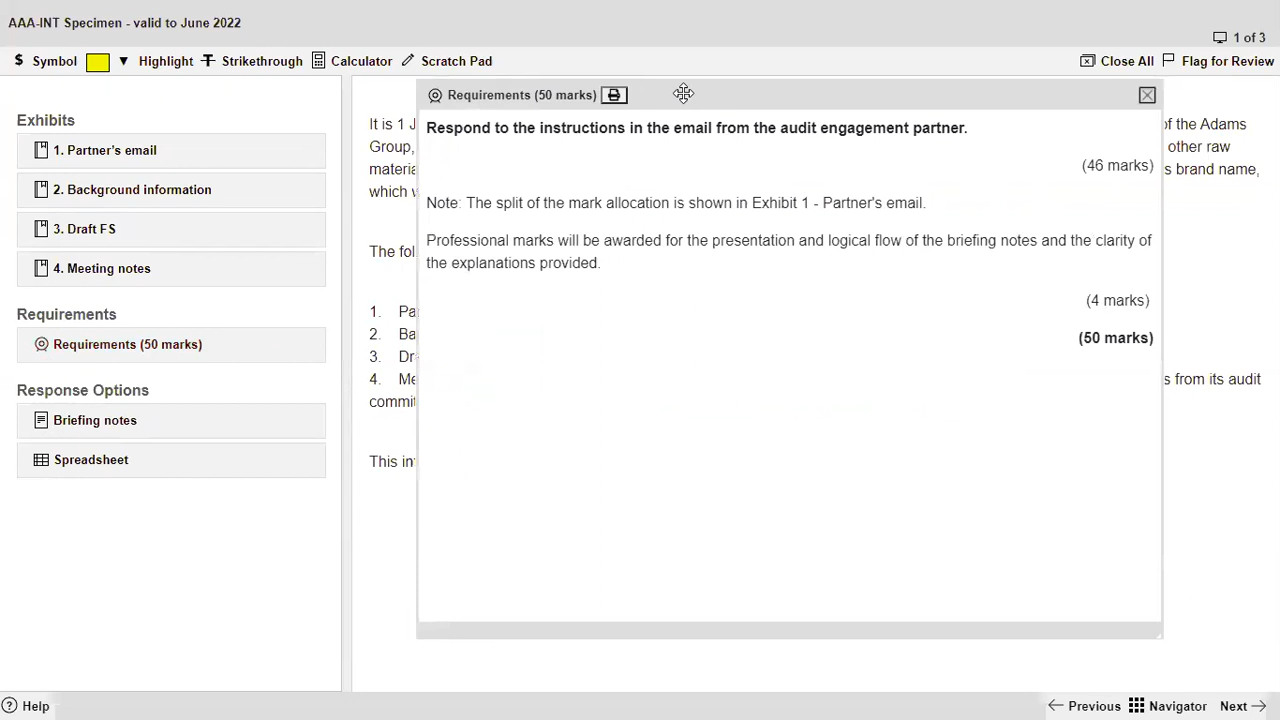 AAA-INT Specimen - valid to June 2022
1 of 3
$ Symbol Highlight Strikethrough Calculator Scratch Pad Close All Flag for Review
Exhibits
1. Partner's email
2. Background information
3. Draft FS
4. Meeting notes
Requirements
Requirements (50 marks)
Response Options
Briefing notes
Spreadsheet
It is 1 J
Group,
materia
which w
The fol
1. Pa
2. Ba
3. Dr
4. Me
commit
This in
Requirements (50 marks)
Respond to the instructions in the email from the audit engagement partner.
(46 marks)
Note: The split of the mark allocation is shown in Exhibit 1 - Partner's email.
Professional marks will be awarded for the presentation and logical flow of the briefing notes and the clarity of
the explanations provided.
(4 marks)
(50 marks)
of the Adams
other raw
s brand name,
s from its audit
Help
Previous Navigator Next